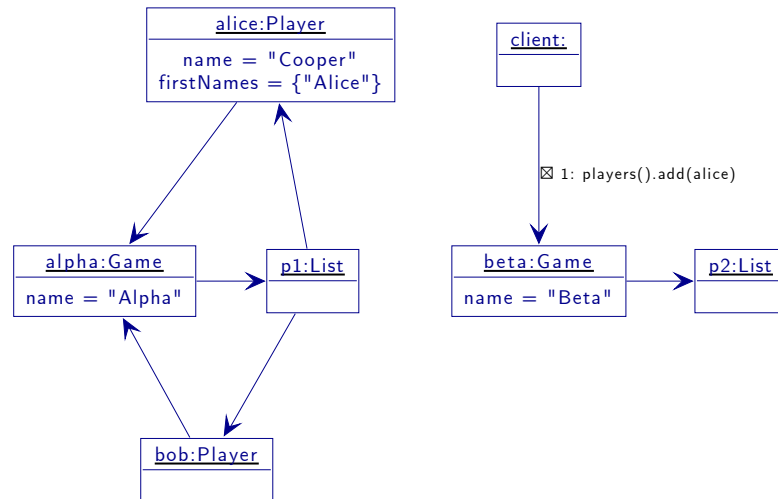 alice:Player
name = "Cooper"
firstNames = {"Alice"}
client:
1: players().add(alice)
alpha:Game
name = "Alpha"
p1:List
beta:Game
name = "Beta"
p2:List
bob:Player